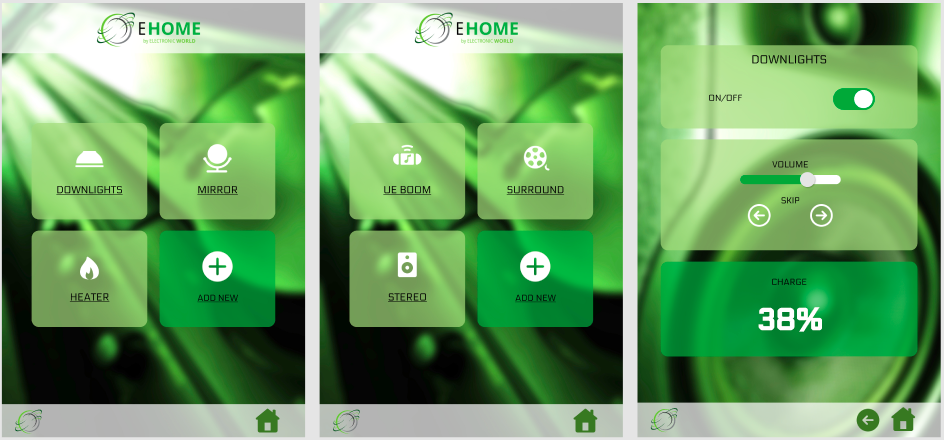 EHOME
by ELECTRONIC WORLD
DOWNLIGHTS
MIRROR
HEATER
ADD NEW
EHOME
by ELECTRONIC WORLD
UE BOOM
SURROUND
STEREO
ADD NEW
DOWNLIGHTS
ON/OFF
VOLUME
SKIP
CHARGE
38%